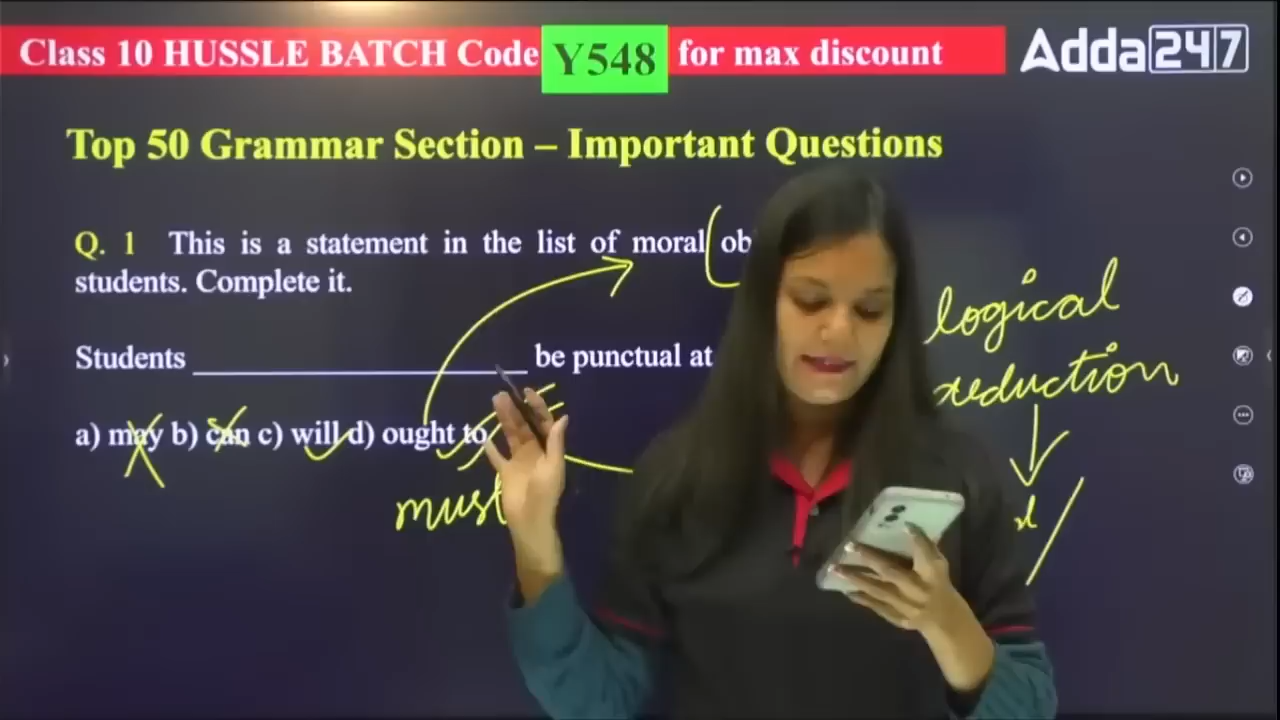 Class 10 HUSSLE BATCH Code Y548 for max discount
Adda247
Top 50 Grammar Section – Important Questions
Q. 1 This is a statement in the list of moral
students. Complete it.
logical
Students ____________________ be punctual at
deduction
a) may b) can c) will d) ought to
must